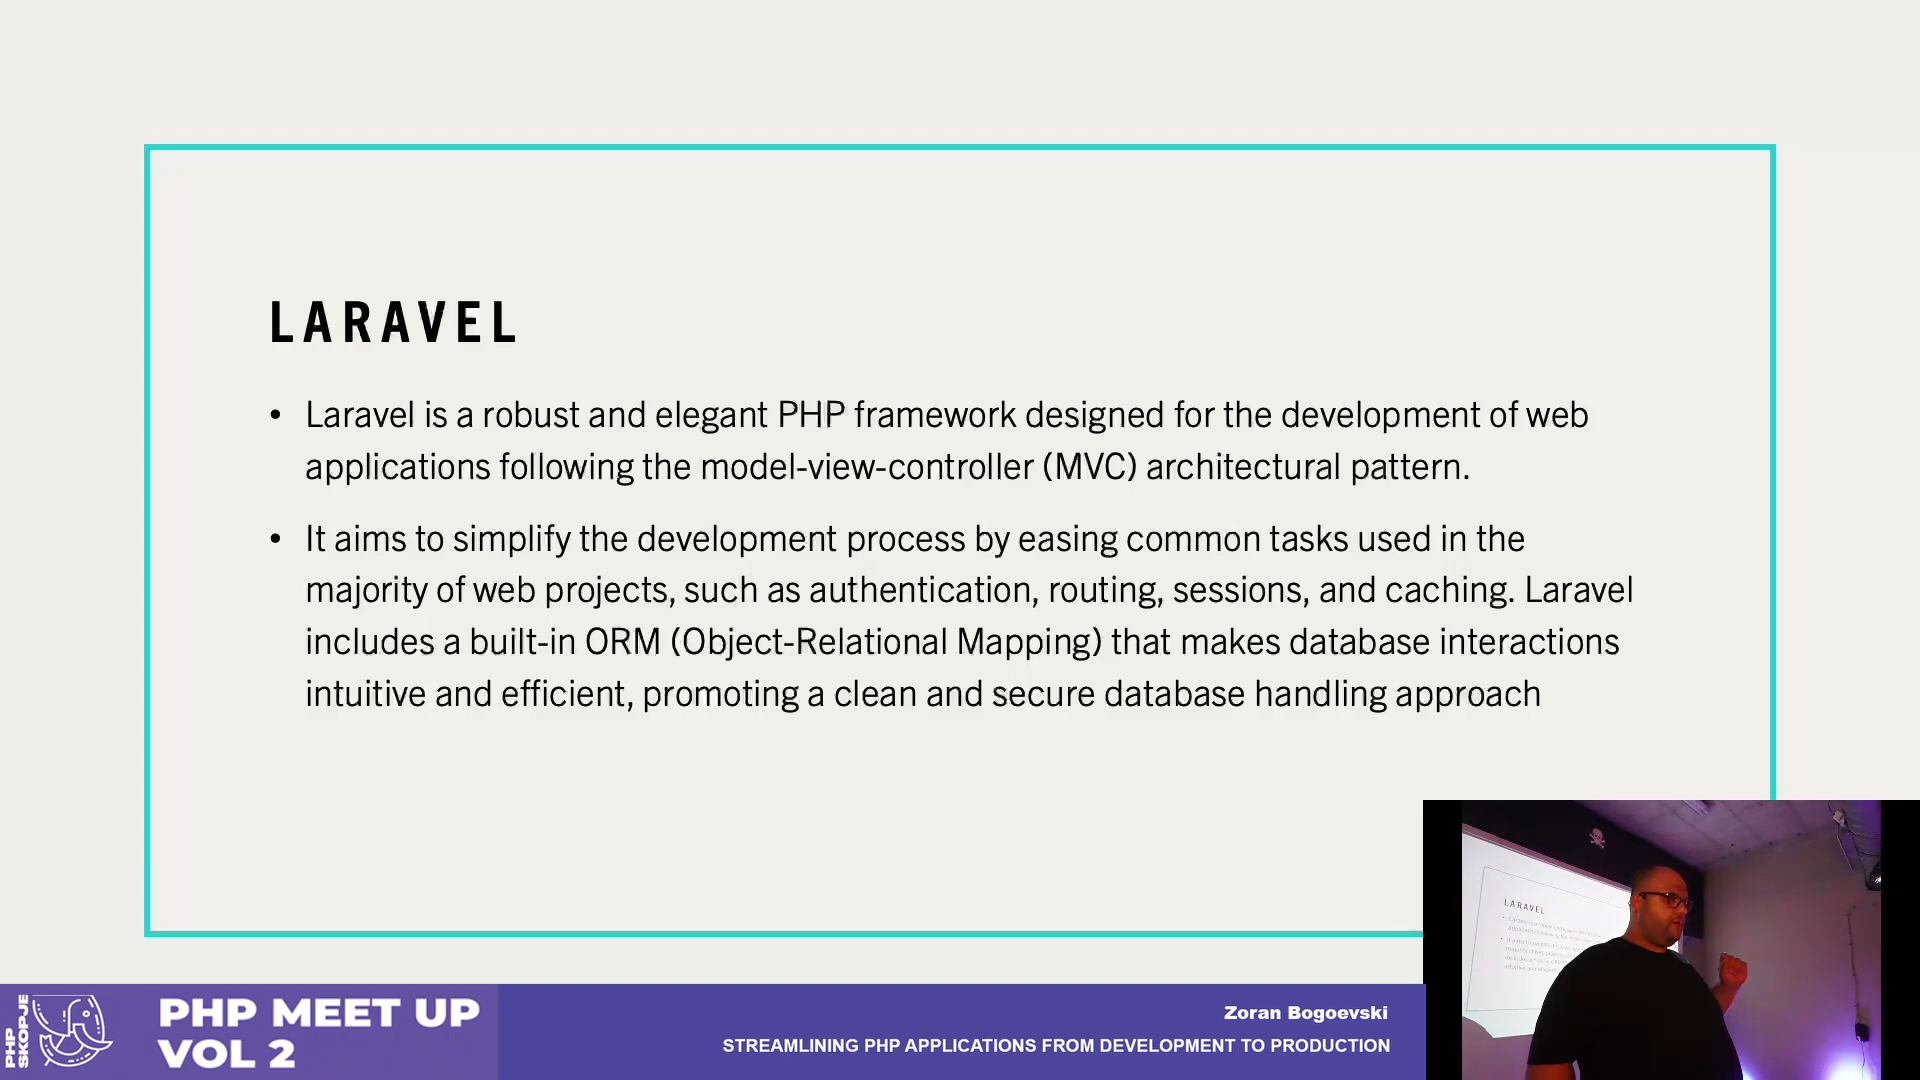 LARAVEL
• Laravel is a robust and elegant PHP framework designed for the development of web
applications following the model-view-controller (MVC) architectural pattern.
• It aims to simplify the development process by easing common tasks used in the
majority of web projects, such as authentication, routing, sessions, and caching. Laravel
includes a built-in ORM (Object-Relational Mapping) that makes database interactions
intuitive and efficient, promoting a clean and secure database handling approach
LARAVEL
PHP
SKOPJE
PHP MEET UP
VOL 2
Zoran Bogoevski
STREAMLINING PHP APPLICATIONS FROM DEVELOPMENT TO PRODUCTION